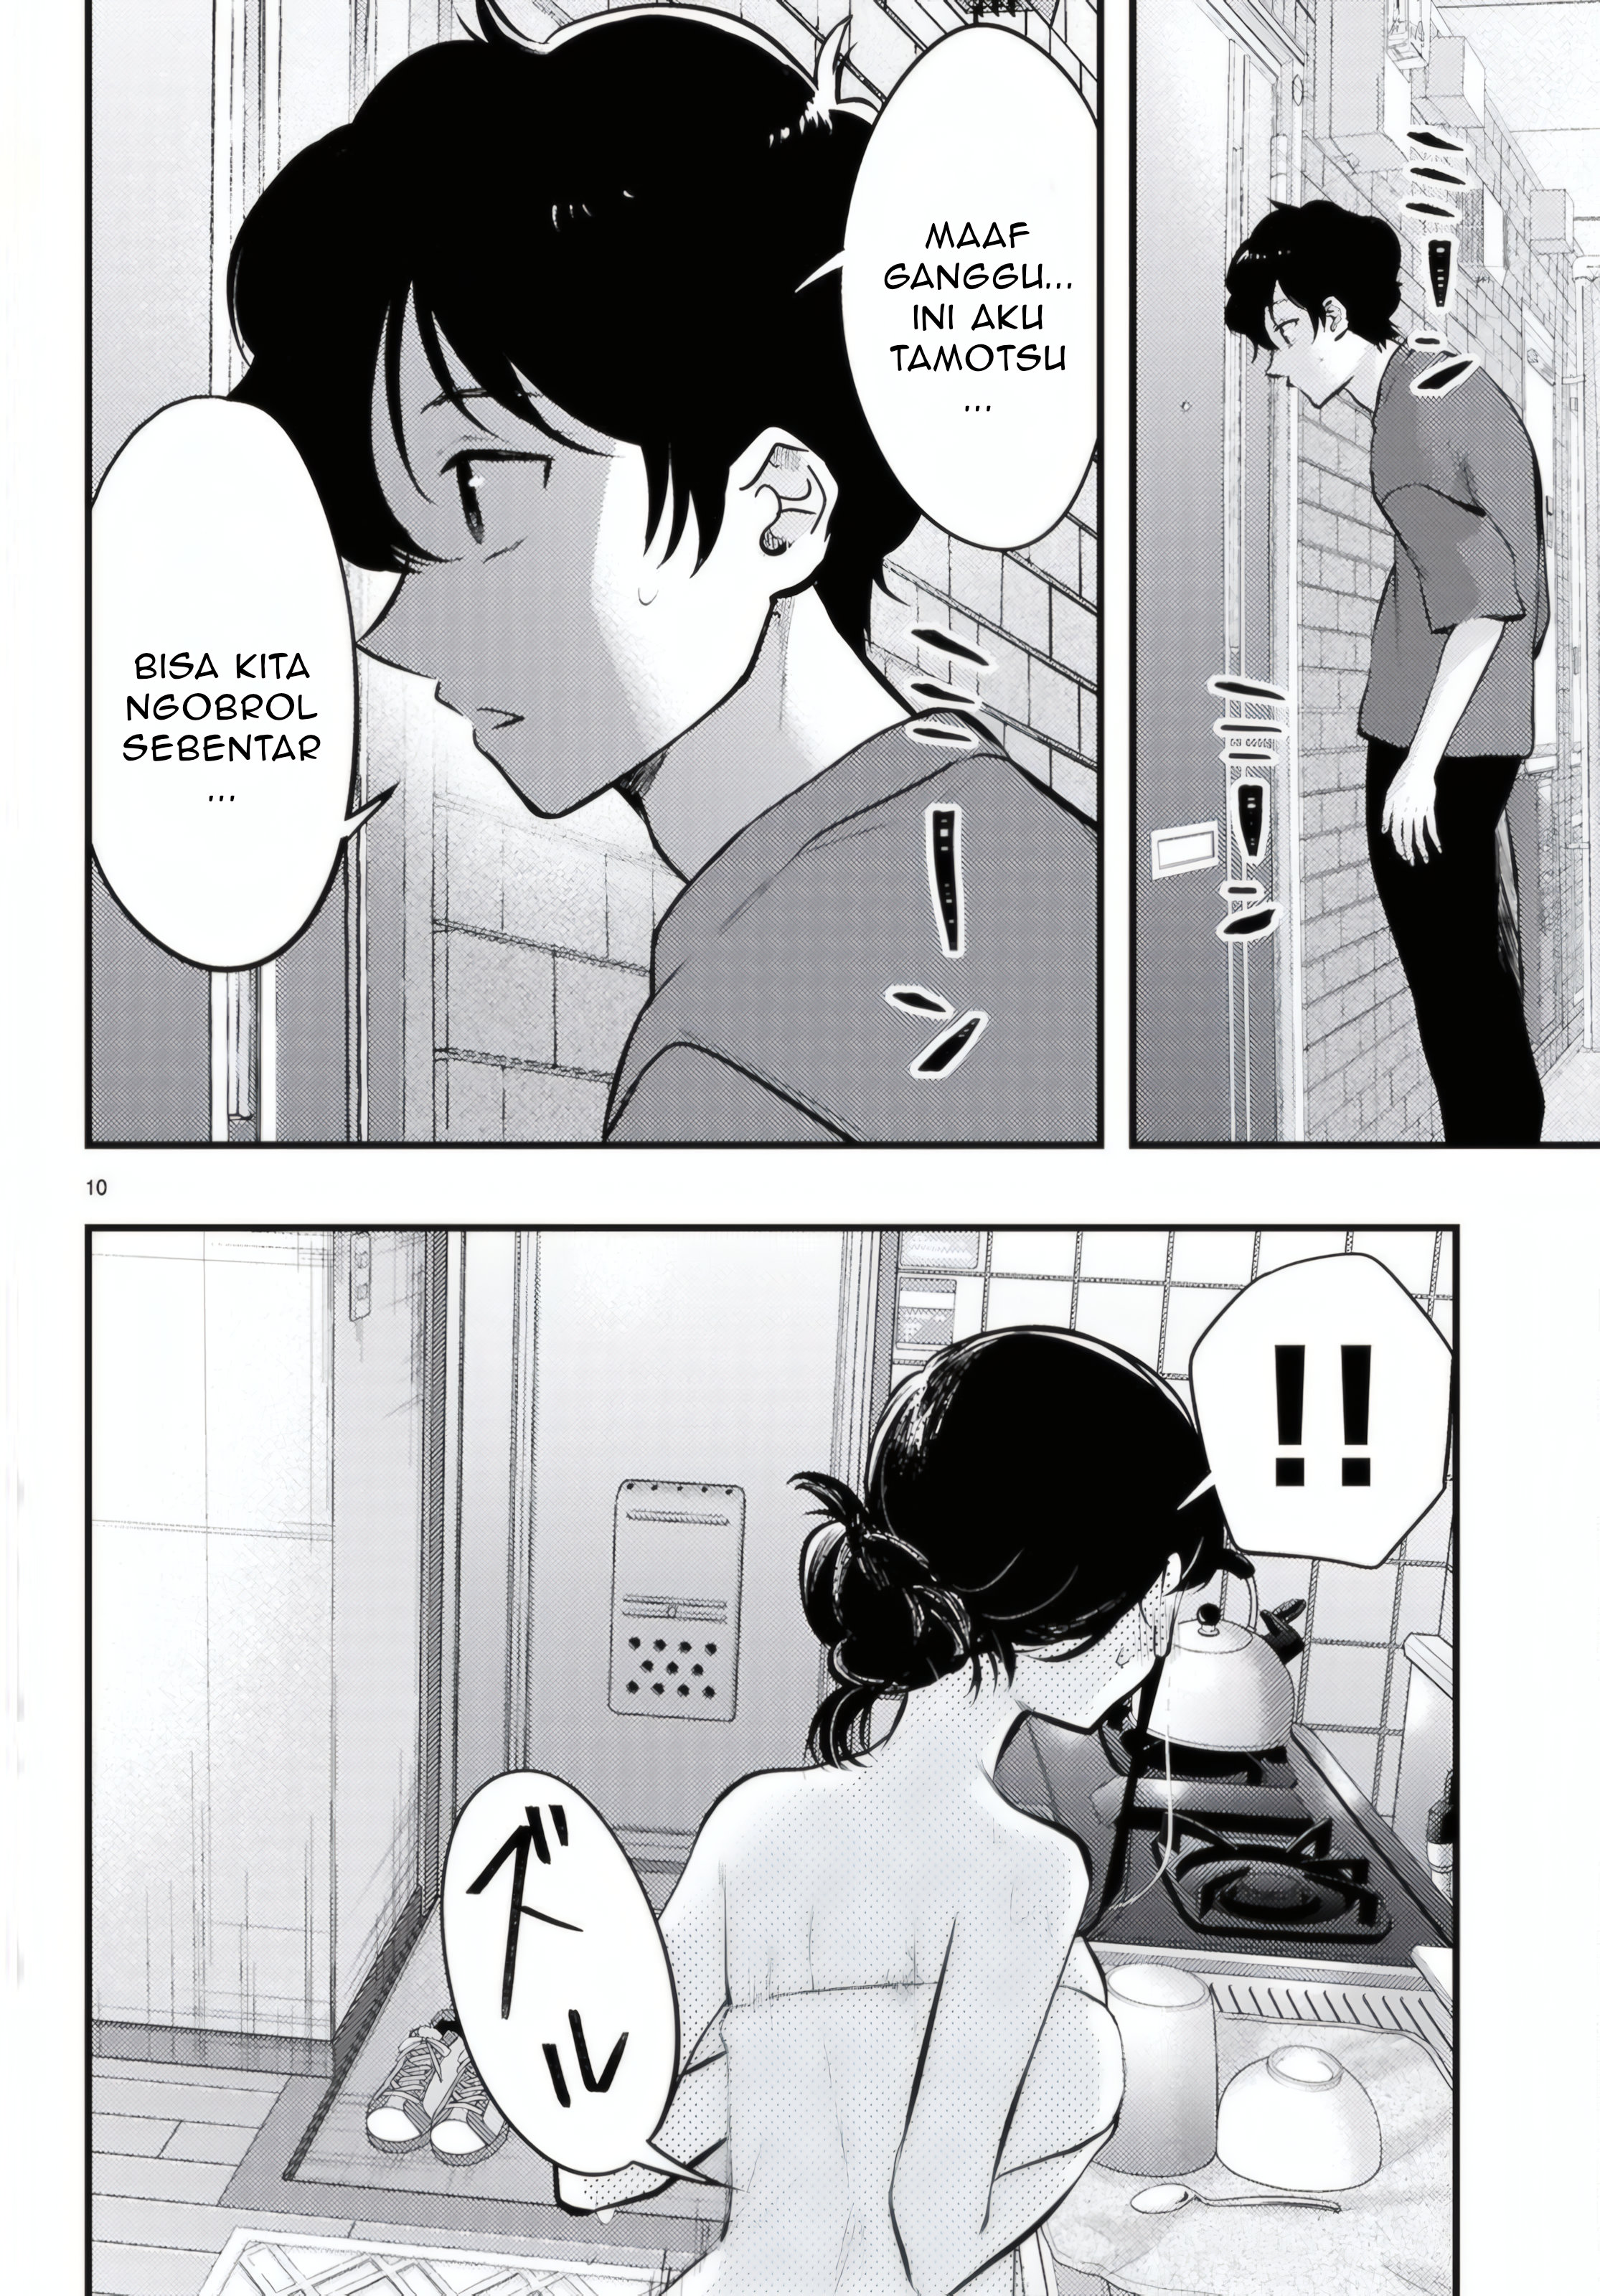 MAAF
GANGGU...
INI AKU
TAMOTSU
...
BISA KITA
NGOBROL
SEBENTAR
...
10
!!
ズル